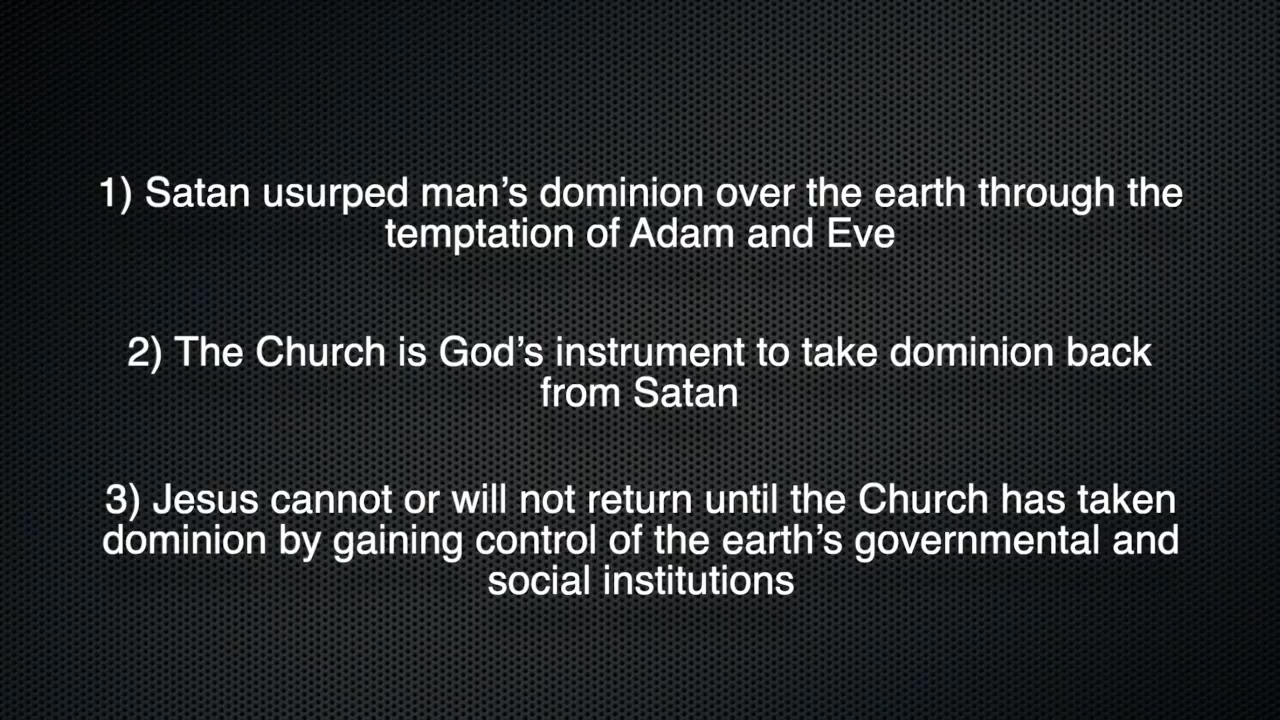 1) Satan usurped man’s dominion over the earth through the
temptation of Adam and Eve
2) The Church is God’s instrument to take dominion back
from Satan
3) Jesus cannot or will not return until the Church has taken
dominion by gaining control of the earth’s governmental and
social institutions